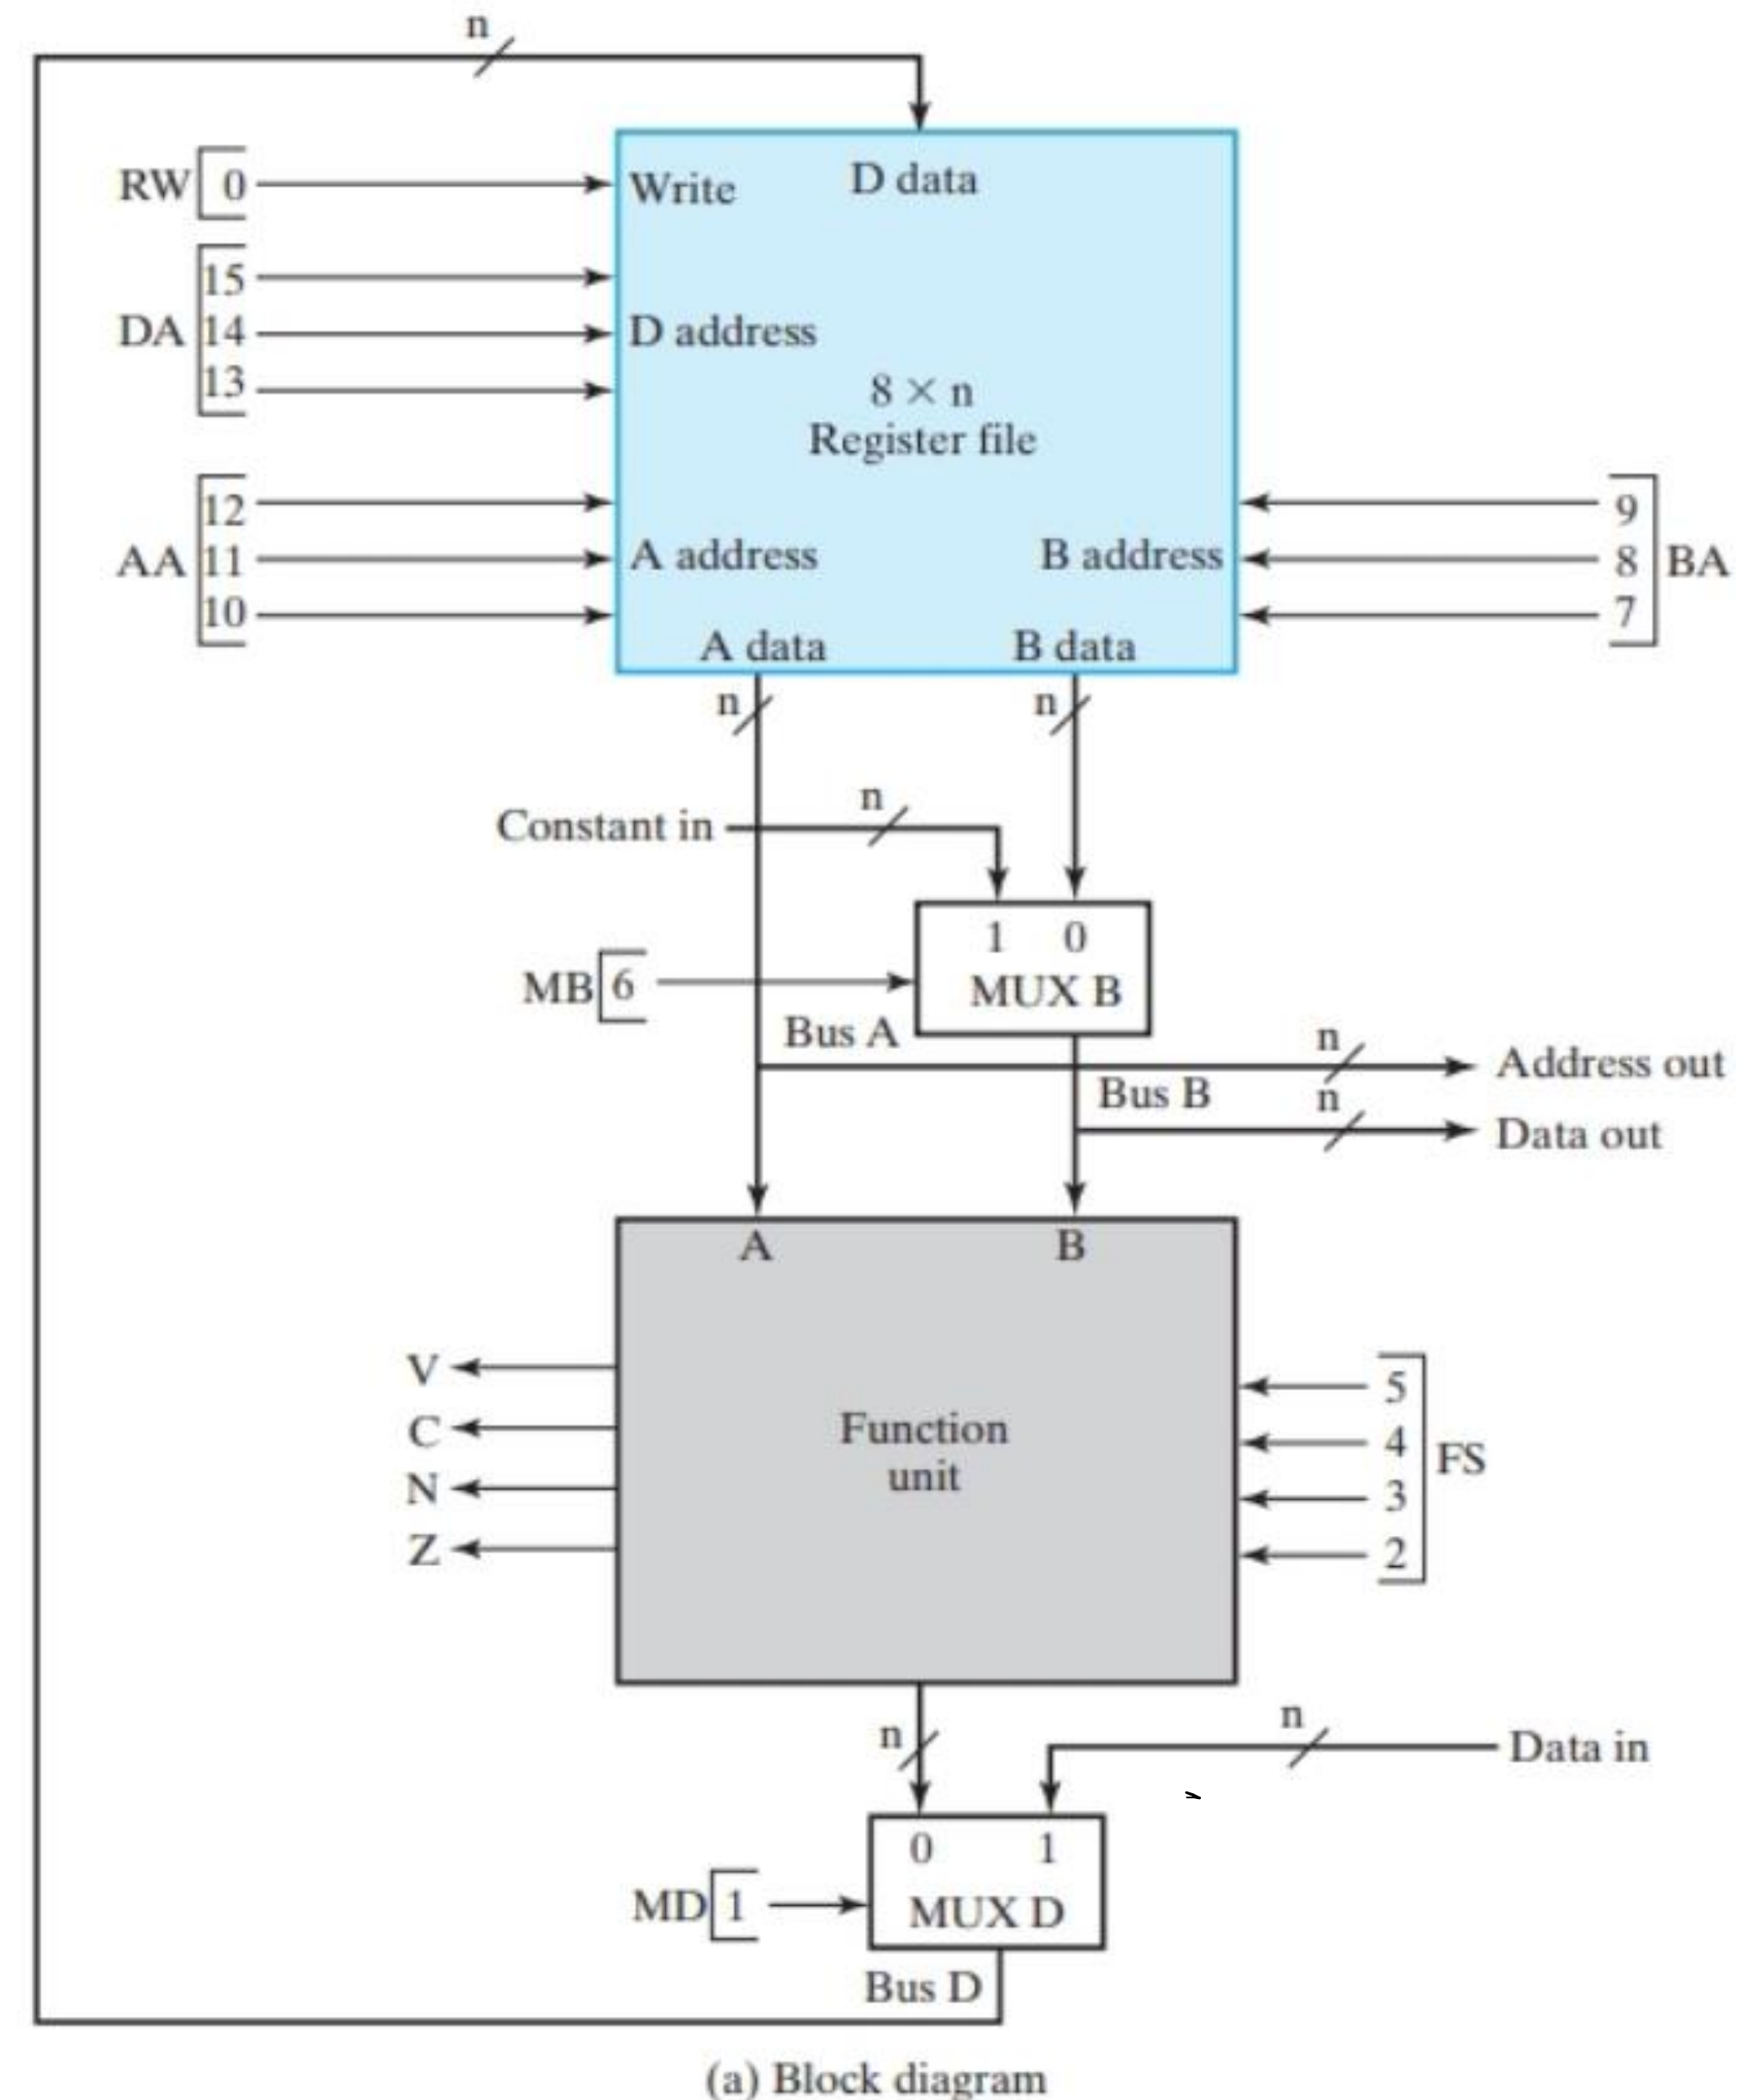 n
RW 0 Write D data
15
DA 14 D address
13
8 × n
Register file
12 9
AA 11 A address B address 8 BA
10 7
A data B data
n n
n
Constant in
1 0
MB 6 MUX B
Bus A n Address out
Bus B n
Data out
A B
V 5
C Function 4 FS
N unit 3
Z 2
n n
Data in
0 1
MD 1 MUX D
Bus D
(a) Block diagram